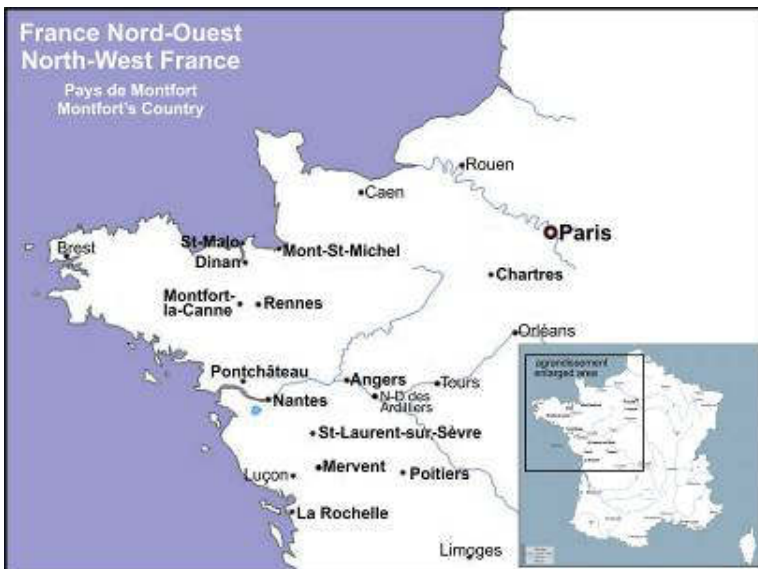 France Nord-Ouest
North-West France
Pays de Montfort
Montfort's Country
Rouen
Caen
Paris
St-Malo
Brest
Mont-St-Michel
Dinan
Chartres
Montfort-
la-Canne
Rennes
Orléans
Pontchâteau
Angers
Tours
N-D des
Ardilliers
Nantes
St-Laurent-sur-Sèvre
Mervent
Luçon
Poitiers
La Rochelle
Limoges
agrandissement
enlarged area